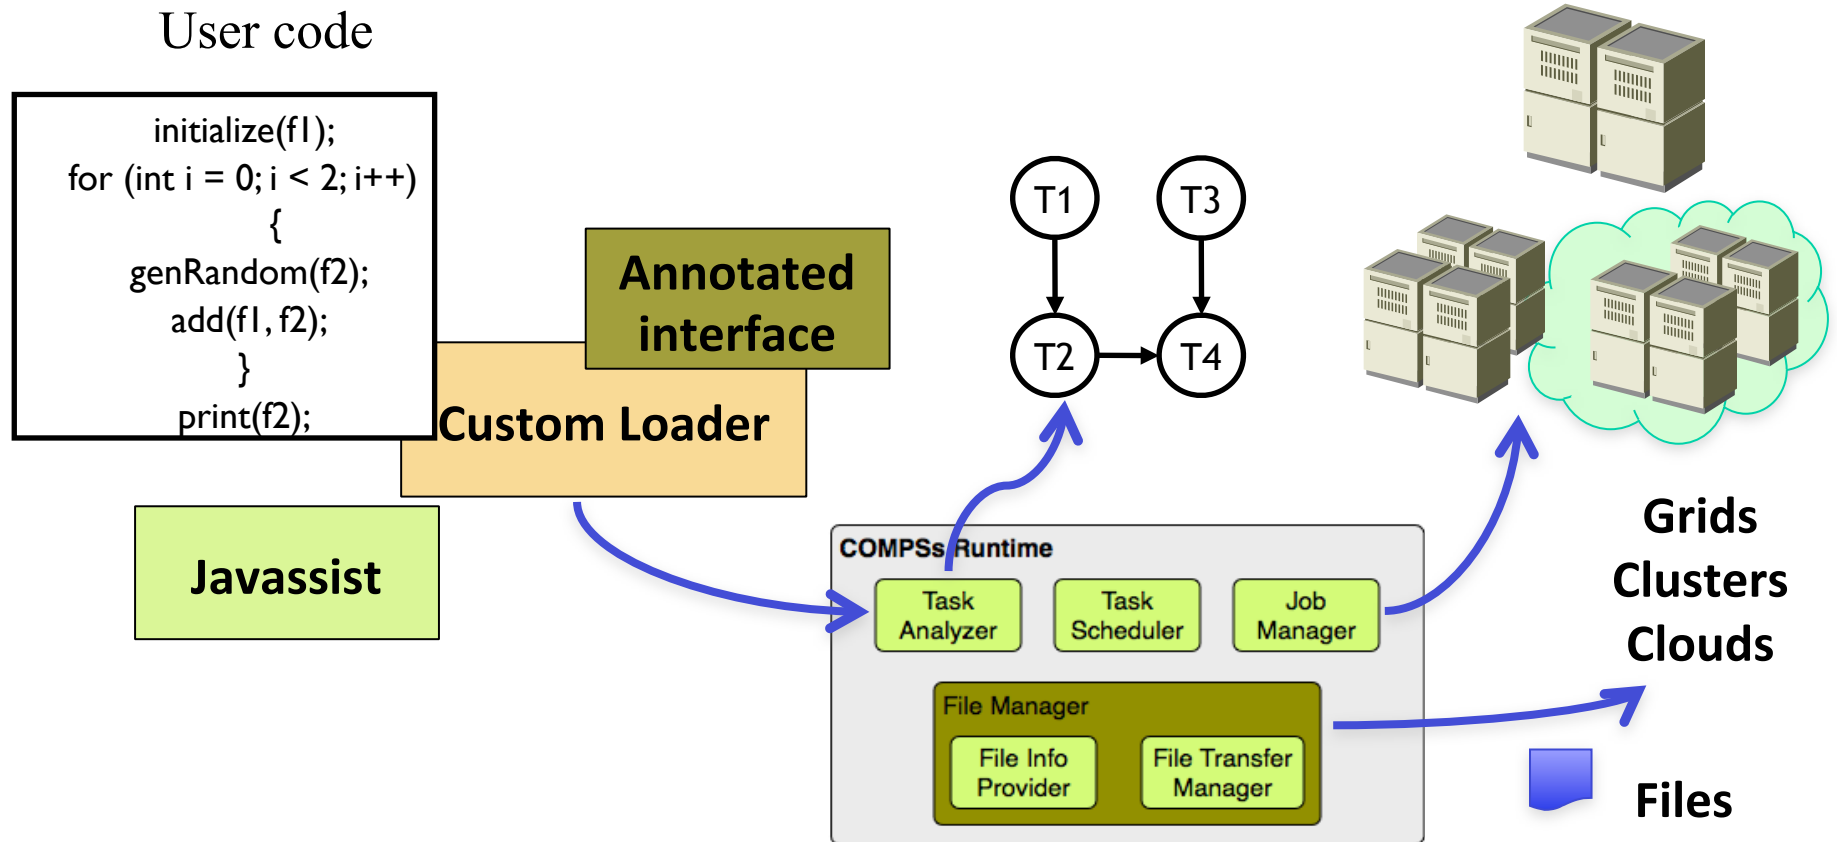 User code
initialize(f1);
for (int i = 0; i < 2; i++)
{
genRandom(f2);
add(f1, f2);
}
print(f2);
Annotated
interface
Custom Loader
Javassist
T1
T3
T2
T4
COMPSs Runtime
Task
Analyzer
Task
Scheduler
Job
Manager
File Manager
File Info
Provider
File Transfer
Manager
Grids
Clusters
Clouds
Files